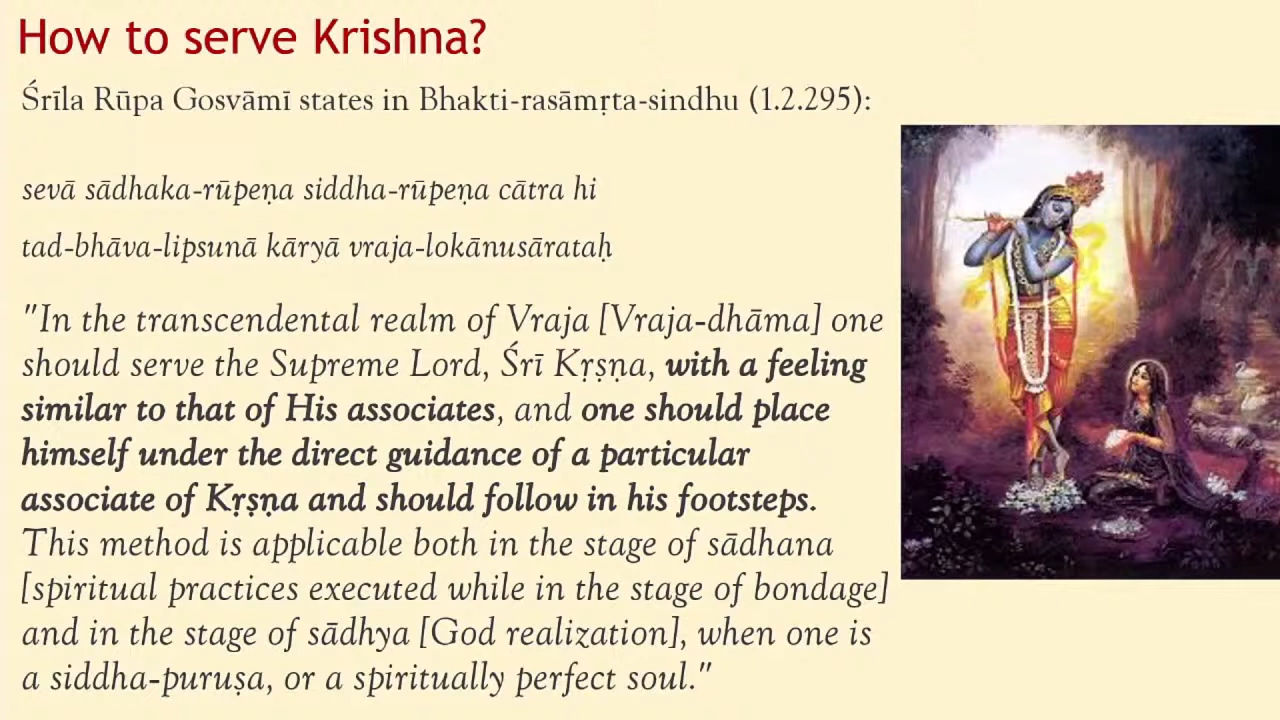 How to serve Krishna?
Śrīla Rūpa Gosvāmī states in Bhakti-rasāmṛta-sindhu (1.2.295):
sevā sādhaka-rūpeṇa siddha-rūpeṇa cātra hi
tad-bhāva-lipsunā kāryā vraja-lokānusārataḥ
"In the transcendental realm of Vraja [Vraja-dhāma] one
should serve the Supreme Lord, Śrī Kṛṣṇa, with a feeling
similar to that of His associates, and one should place
himself under the direct guidance of a particular
associate of Kṛṣṇa and should follow in his footsteps.
This method is applicable both in the stage of sādhana
[spiritual practices executed while in the stage of bondage]
and in the stage of sādhya [God realization], when one is
a siddha-puruṣa, or a spiritually perfect soul."